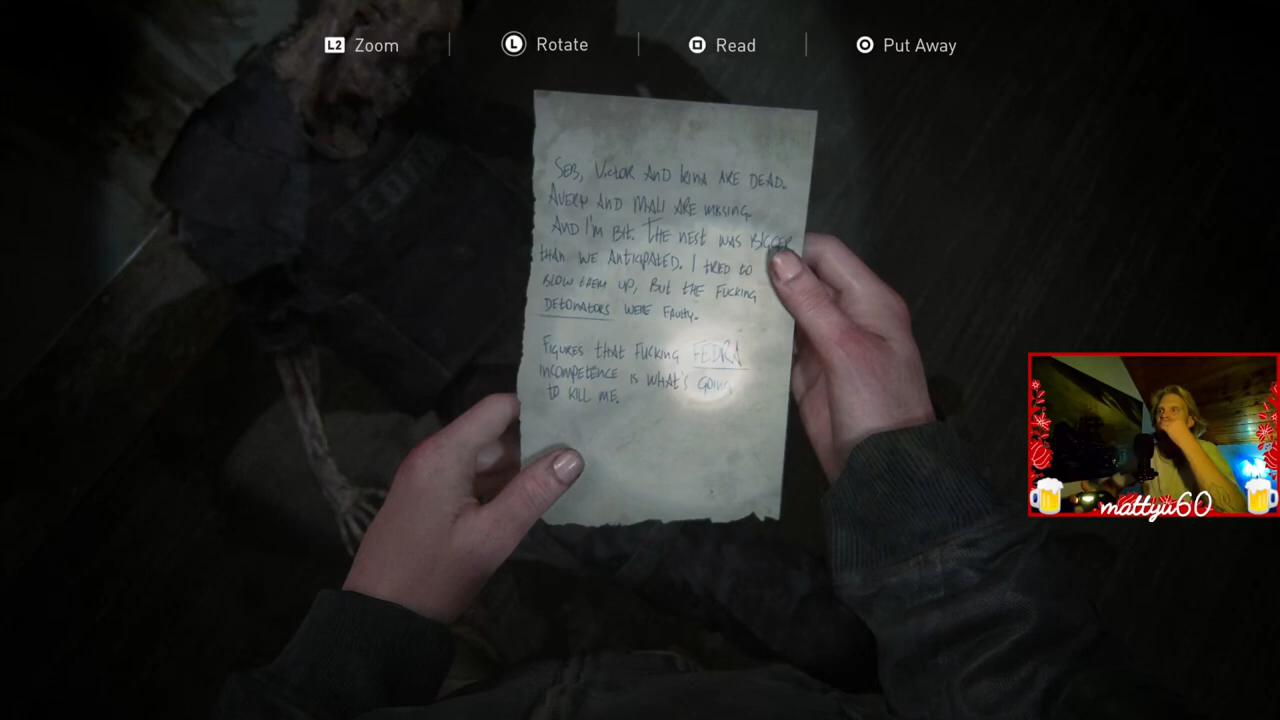 L2 Zoom
L Rotate
Read
Put Away
FEDRA
SEB, VICTOR AND IRINA ARE DEAD.
AVERY AND MALI ARE MISSING.
AND I'M BIT. THE NEST WAS BIGGER
THAN WE ANTICIPATED. I TRIED TO
BLOW THEM UP, BUT THE FUCKING
DETONATORS WERE FAULTY.
FIGURES THAT FUCKING FEDRA
INCOMPETENCE IS WHAT'S GOING
TO KILL ME.
mattyu60